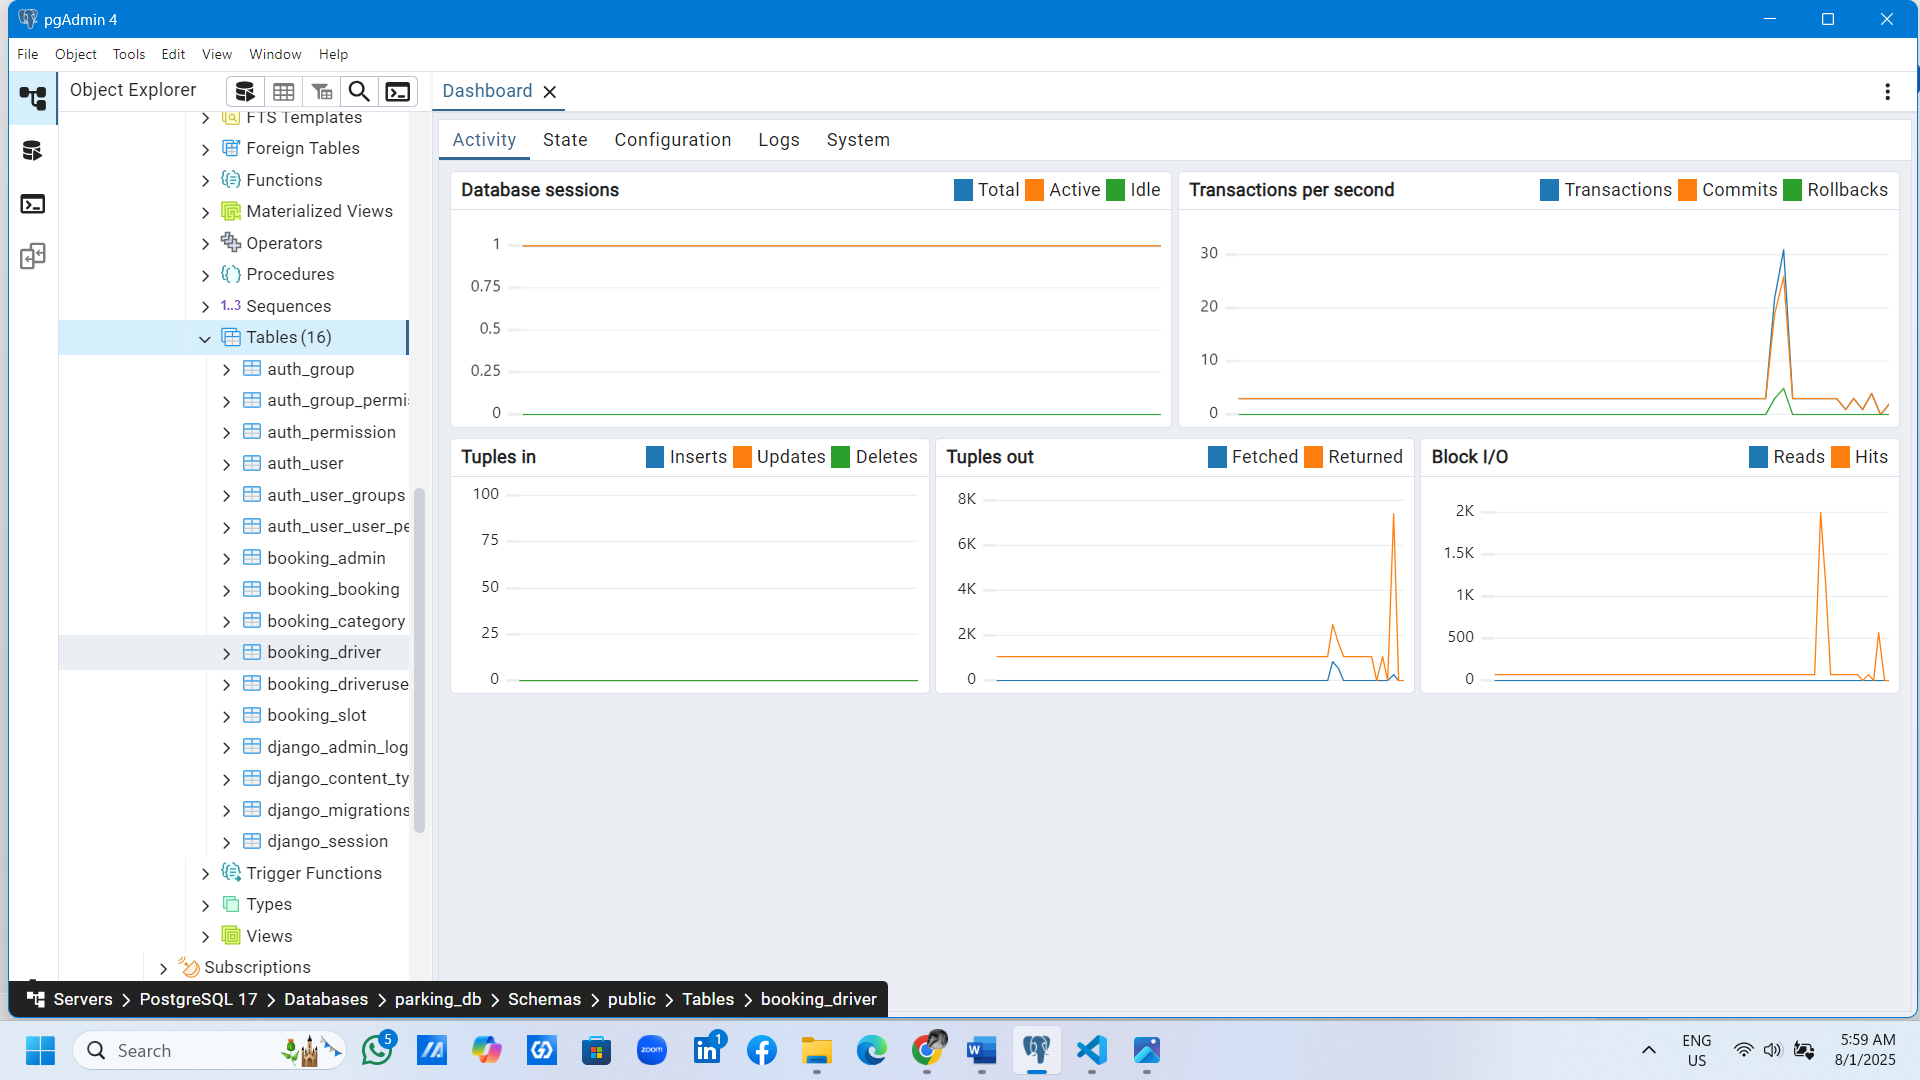 pgAdmin 4
File Object Tools Edit View Window Help
Object Explorer
FTS Templates
Foreign Tables
Functions
Materialized Views
Operators
Procedures
1..3 Sequences
Tables (16)
auth_group
auth_group_permi
auth_permission
auth_user
auth_user_groups
auth_user_user_pe
booking_admin
booking_booking
booking_category
booking_driver
booking_driveruse
booking_slot
django_admin_log
django_content_ty
django_migrations
django_session
Trigger Functions
Types
Views
Subscriptions
Dashboard
Activity State Configuration Logs System
Database sessions Total Active Idle
1
0.75
0.5
0.25
0
Transactions per second Transactions Commits Rollbacks
30
20
10
0
Tuples in Inserts Updates Deletes
100
75
50
25
0
Tuples out Fetched Returned
8K
6K
4K
2K
0
Block I/O Reads Hits
2K
1.5K
1K
500
0
Servers > PostgreSQL 17 > Databases > parking_db > Schemas > public > Tables > booking_driver
Search
5
zoom
1
W
ENG
US
5:59 AM
8/1/2025